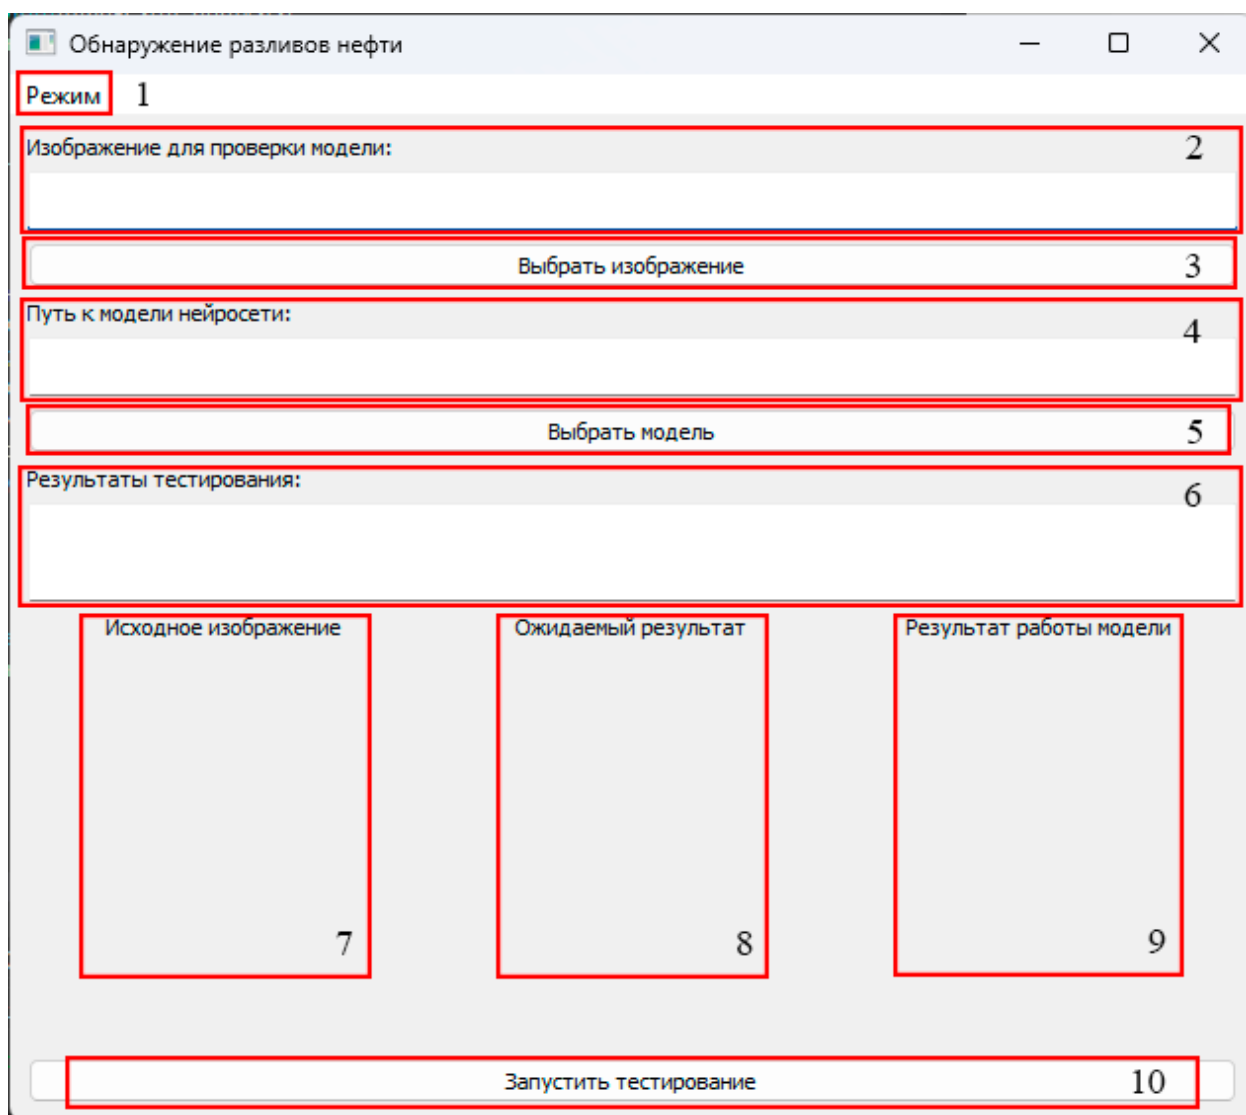 Обнаружение разливов нефти
Режим 1
Изображение для проверки модели: 2
Выбрать изображение 3
Путь к модели нейросети: 4
Выбрать модель 5
Результаты тестирования: 6
Исходное изображение Ожидаемый результат Результат работы модели
7 8 9
Запустить тестирование 10